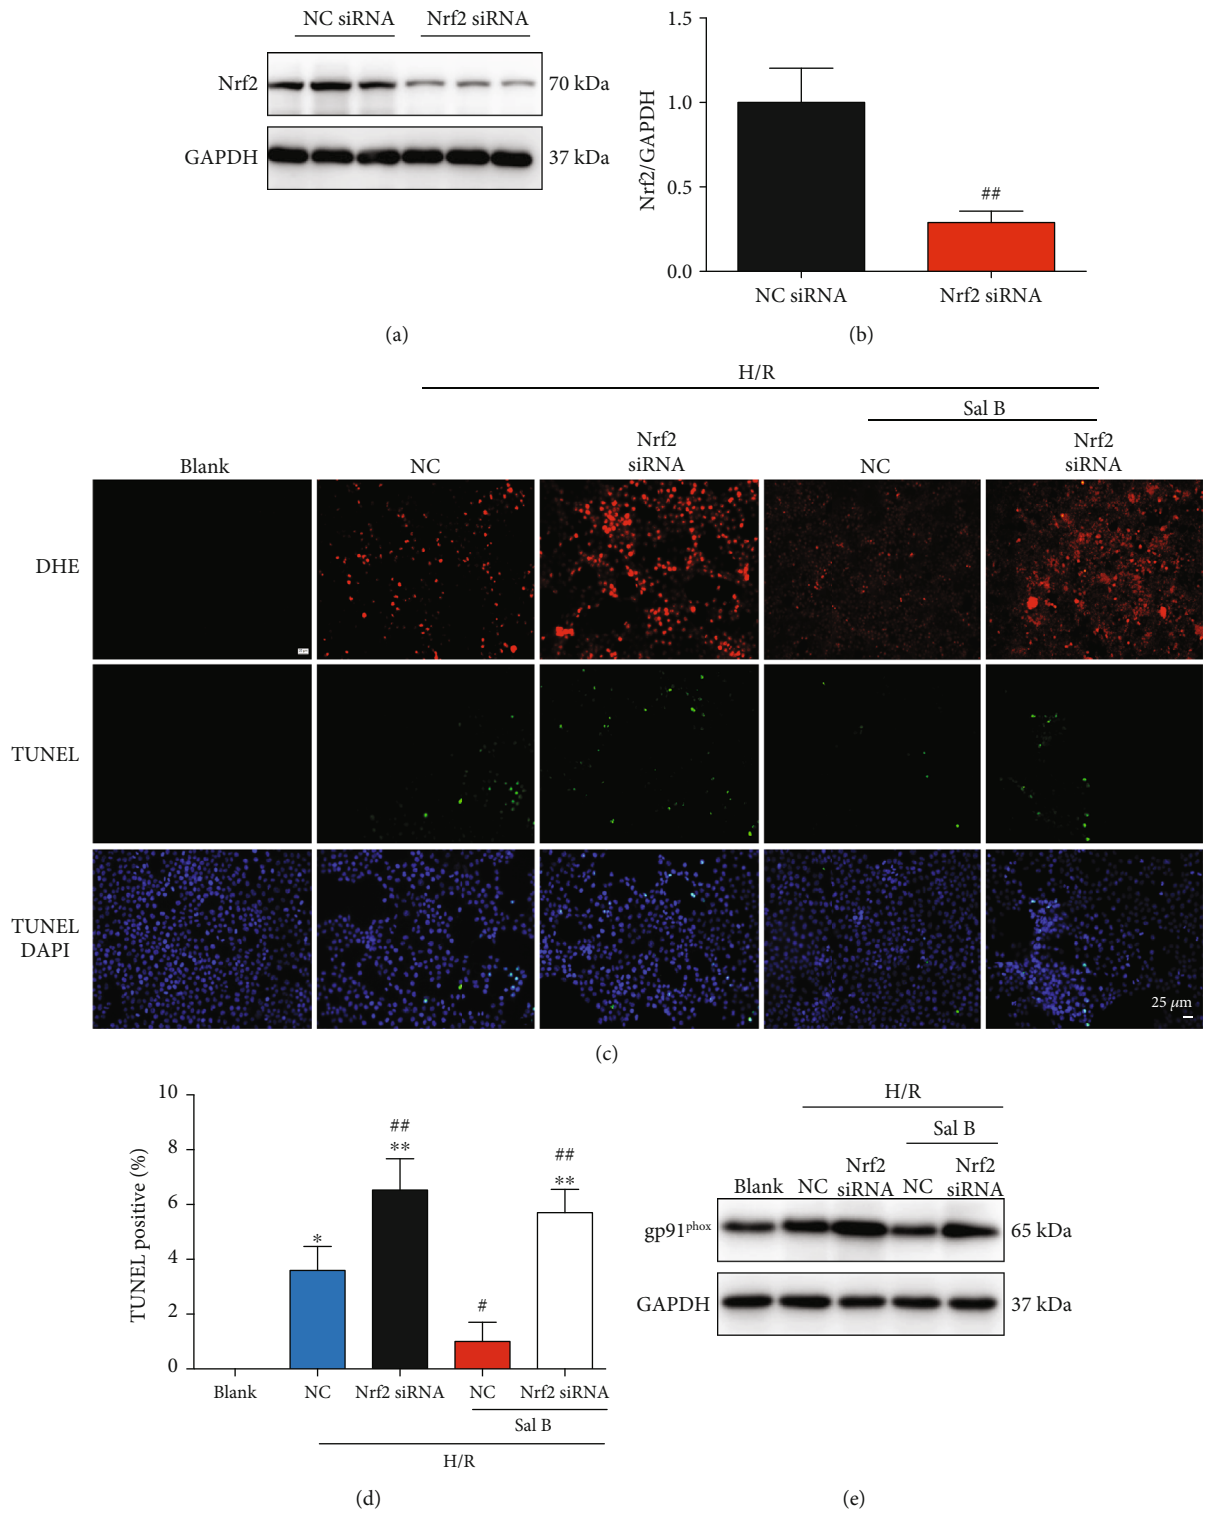 NC siRNA Nrf2 siRNA
Nrf2 70 kDa
GAPDH 37 kDa
(a)
1.5
1.0
0.5
0.0
Nrf2/GAPDH
##
NC siRNA Nrf2 siRNA
(b)
H/R
Sal B
Blank NC Nrf2 siRNA NC Nrf2 siRNA
DHE
TUNEL
TUNEL
DAPI
25 μm
(c)
10
8
6
4
2
0
TUNEL positive (%)
*
##
**
#
##
**
Blank NC Nrf2 siRNA NC Nrf2 siRNA
Sal B
H/R
(d)
H/R
Sal B
Blank NC Nrf2 siRNA NC Nrf2 siRNA
gp91phox 65 kDa
GAPDH 37 kDa
(e)